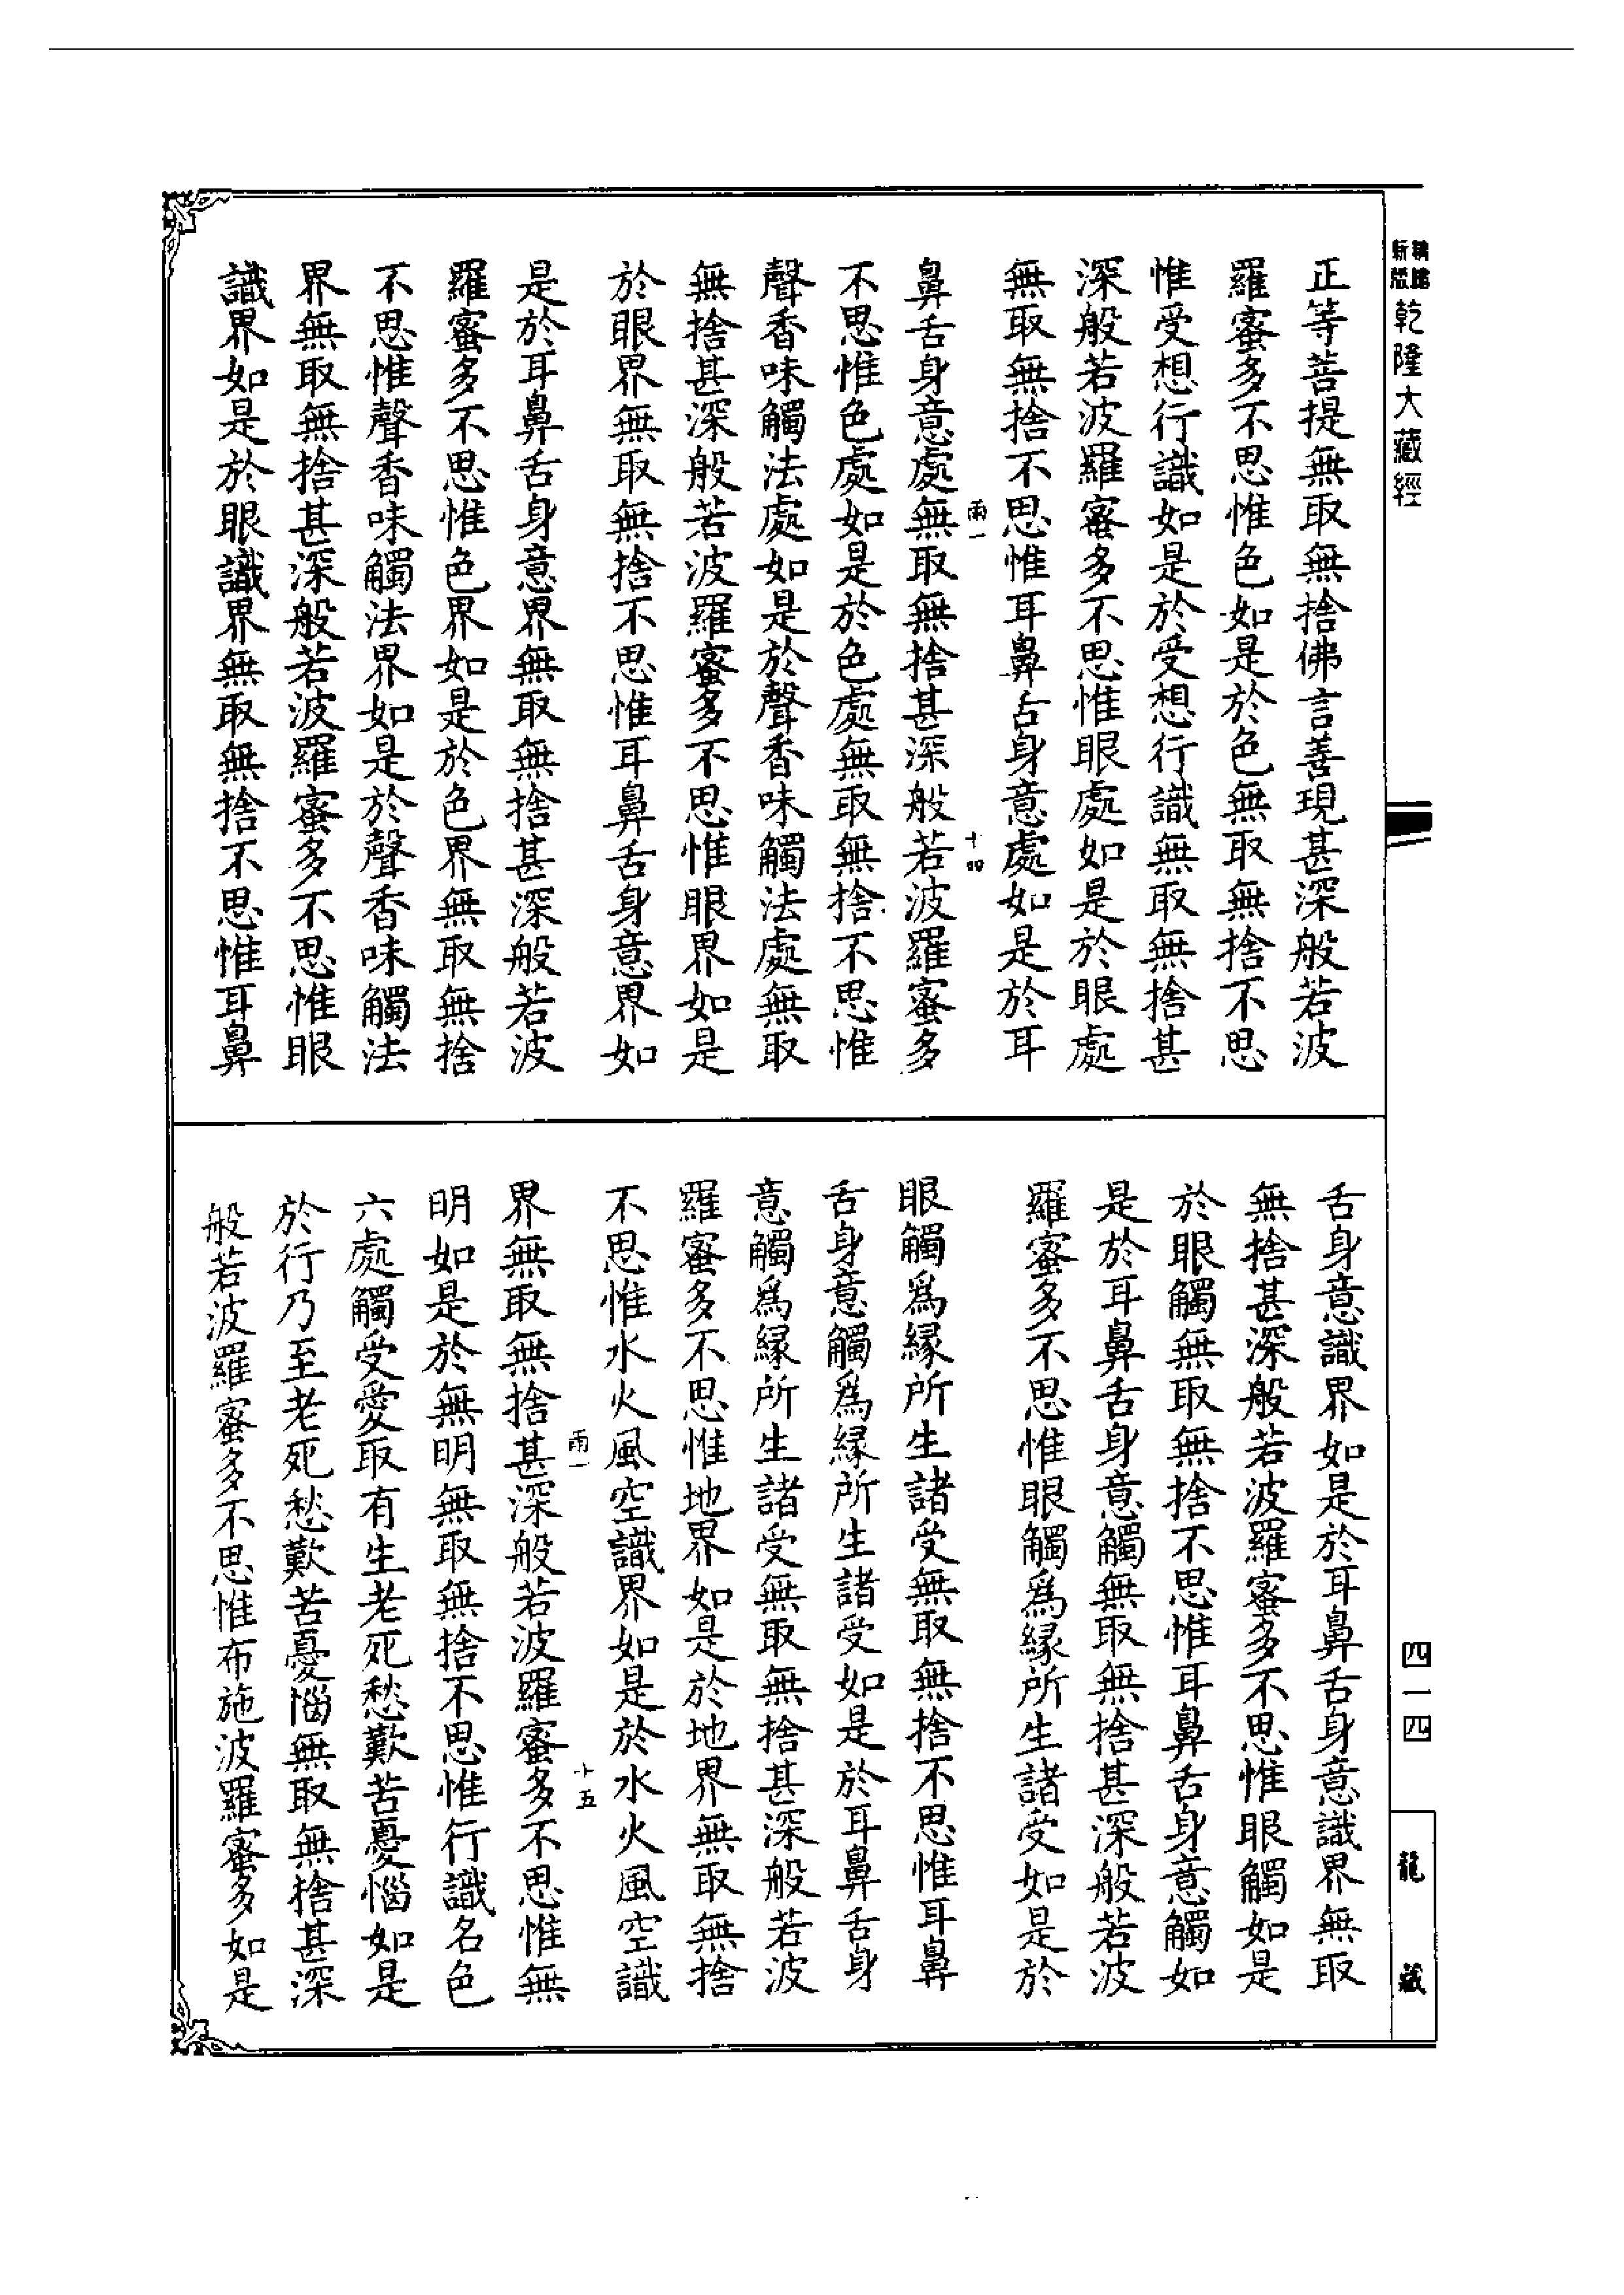 新版
乾隆大藏經
正等菩提無取無捨佛言善現甚深般若波
羅蜜多不思惟色如是於色無取無捨不思
惟受想行識如是於受想行識無取無捨甚
深般若波羅蜜多不思惟眼處如是於眼處
無取無捨不思惟耳鼻舌身意處如是於耳
雨一
十四
鼻舌身意處無取無捨甚深般若波羅蜜多
不思惟色處如是於色處無取無捨不思惟
聲香味觸法處如是於聲香味觸法處無取
無捨甚深般若波羅蜜多不思惟眼界如是
於眼界無取無捨不思惟耳鼻舌身意界如
是於耳鼻舌身意界無取無捨甚深般若波
羅蜜多不思惟色界如是於色界無取無捨
不思惟聲香味觸法界如是於聲香味觸法
界無取無捨甚深般若波羅蜜多不思惟眼
識界如是於眼識界無取無捨不思惟耳鼻
舌身意識界如是於耳鼻舌身意識界無取
無捨甚深般若波羅蜜多不思惟眼觸如是
於眼觸無取無捨不思惟耳鼻舌身意觸如
是於耳鼻舌身意觸無取無捨甚深般若波
羅蜜多不思惟眼觸爲緣所生諸受如是於
眼觸爲緣所生諸受無取無捨不思惟耳鼻
舌身意觸爲緣所生諸受如是於耳鼻舌身
意觸爲緣所生諸受無取無捨甚深般若波
羅蜜多不思惟地界如是於地界無取無捨
不思惟水火風空識界如是於水火風空識
雨一
十五
界無取無捨甚深般若波羅蜜多不思惟無
明如是於無明無取無捨不思惟行識名色
六處觸受愛取有生老死愁歎苦憂惱如是
於行乃至老死愁歎苦憂惱無取無捨甚深
般若波羅蜜多不思惟布施波羅蜜多如是
四一四
龍藏